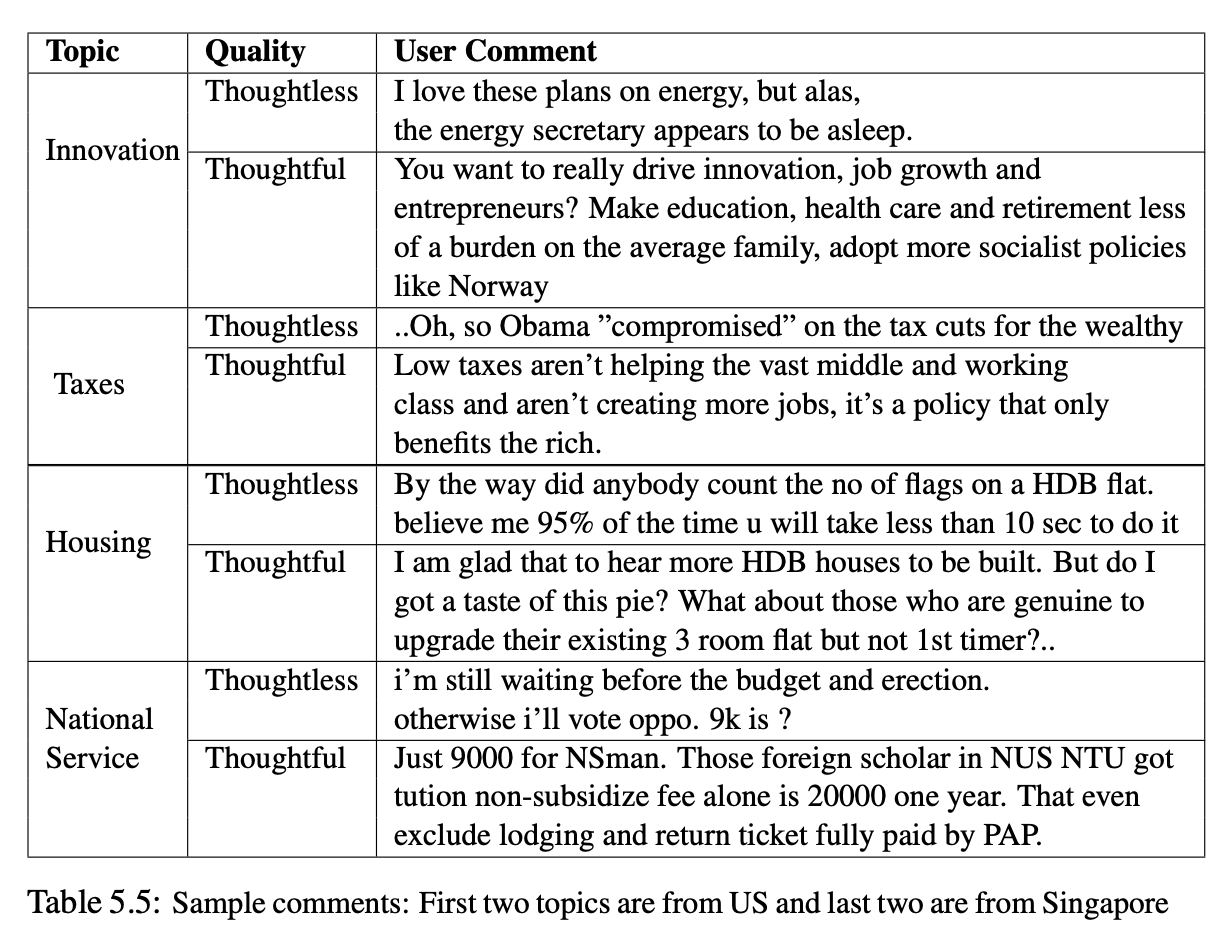 Topic Quality User Comment
Innovation
Thoughtless I love these plans on energy, but alas,
the energy secretary appears to be asleep.
Thoughtful You want to really drive innovation, job growth and
entrepreneurs? Make education, health care and retirement less
of a burden on the average family, adopt more socialist policies
like Norway
Taxes
Thoughtless ..Oh, so Obama ”compromised” on the tax cuts for the wealthy
Thoughtful Low taxes aren’t helping the vast middle and working
class and aren’t creating more jobs, it’s a policy that only
benefits the rich.
Housing
Thoughtless By the way did anybody count the no of flags on a HDB flat.
believe me 95% of the time u will take less than 10 sec to do it
Thoughtful I am glad that to hear more HDB houses to be built. But do I
got a taste of this pie? What about those who are genuine to
upgrade their existing 3 room flat but not 1st timer?..
National
Service
Thoughtless i’m still waiting before the budget and erection.
otherwise i’ll vote oppo. 9k is ?
Thoughtful Just 9000 for NSman. Those foreign scholar in NUS NTU got
tution non-subsidize fee alone is 20000 one year. That even
exclude lodging and return ticket fully paid by PAP.
Table 5.5: Sample comments: First two topics are from US and last two are from Singapore